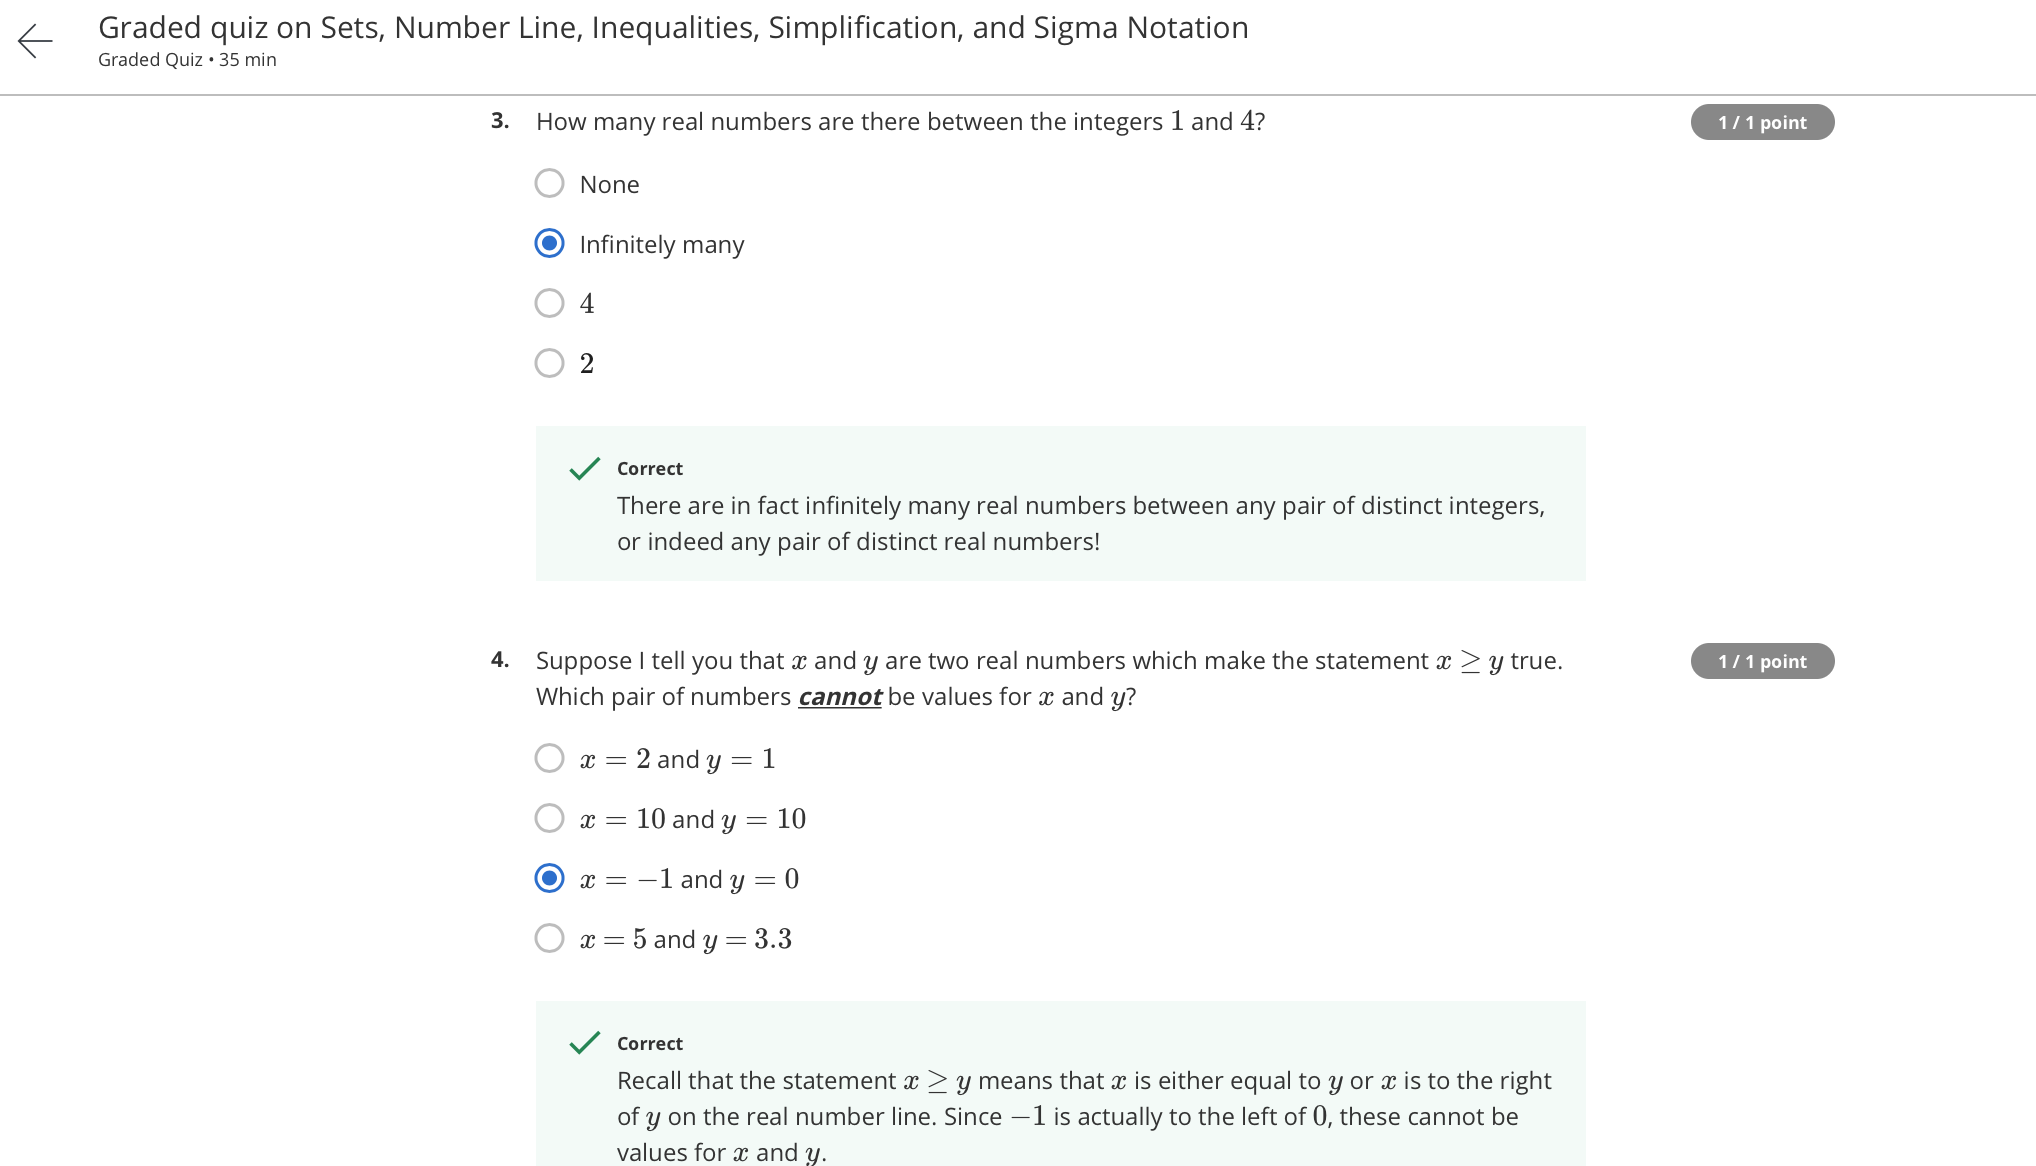 Graded quiz on Sets, Number Line, Inequalities, Simplification, and Sigma Notation
Graded Quiz • 35 min
3. How many real numbers are there between the integers 1 and 4?
1 / 1 point
None
Infinitely many
4
2
Correct
There are in fact infinitely many real numbers between any pair of distinct integers,
or indeed any pair of distinct real numbers!
4. Suppose I tell you that x and y are two real numbers which make the statement x ≥ y true.
1 / 1 point
Which pair of numbers cannot be values for x and y?
x = 2 and y = 1
x = 10 and y = 10
x = −1 and y = 0
x = 5 and y = 3.3
Correct
Recall that the statement x ≥ y means that x is either equal to y or x is to the right
of y on the real number line. Since −1 is actually to the left of 0, these cannot be
values for x and y.